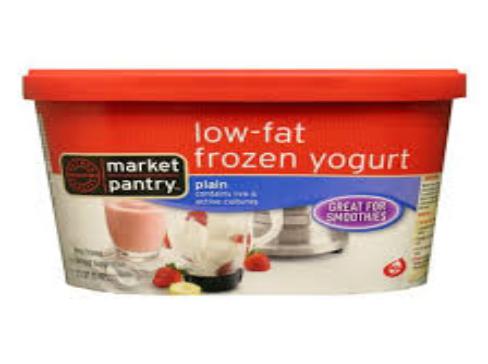 low-fat
frozen yogurt
market
pantry
plain
contains live &
active cultures
GREAT FOR
SMOOTHIES